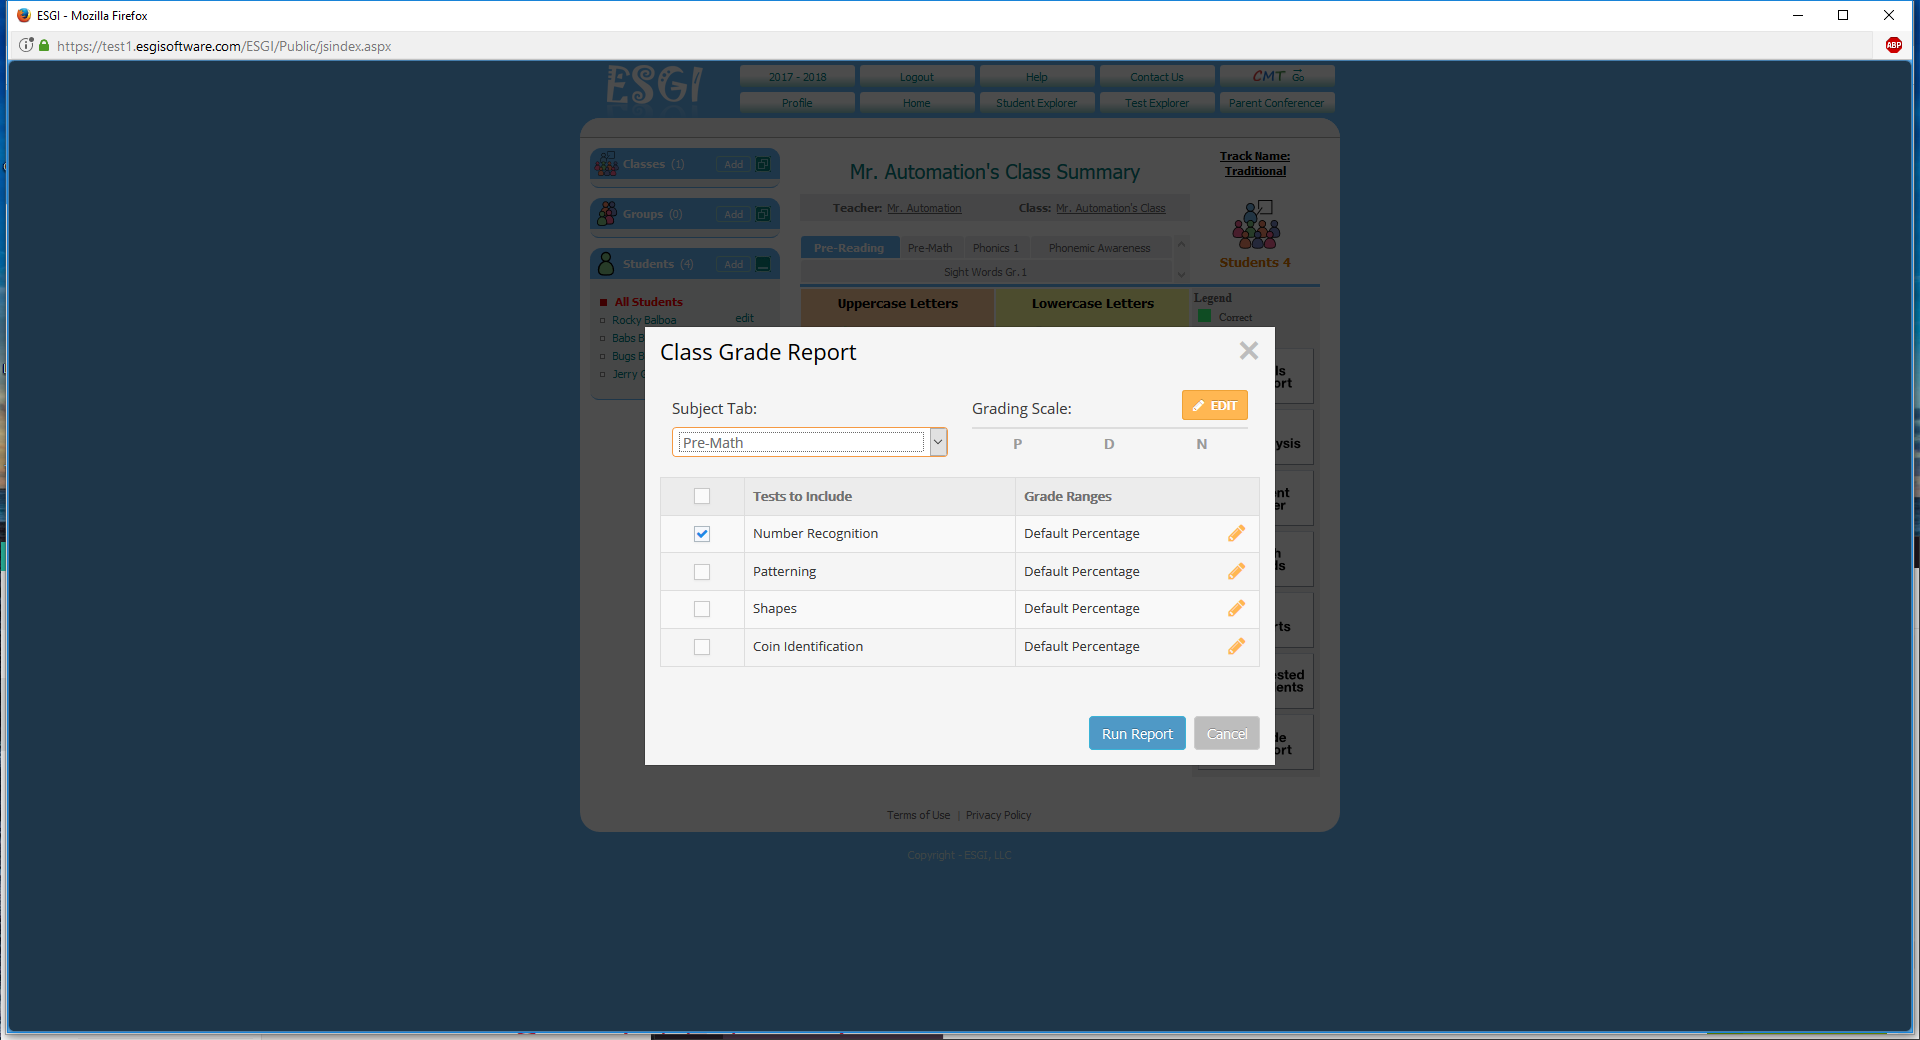 ESGI - Mozilla Firefox
https://test1.esgisoftware.com/ESGI/Public/jsindex.aspx
ABP
ESGI
2017 - 2018
Logout
Help
Contact Us
CMT Go
Profile
Home
Student Explorer
Test Explorer
Parent Conferencer
Classes (1)
Add
Groups (0)
Add
Students (4)
Add
All Students
Rocky Balboa
edit
Babs B
Bugs B
Jerry G
Mr. Automation's Class Summary
Teacher: Mr. Automation
Class: Mr. Automation's Class
Pre-Reading
Pre-Math
Phonics 1
Phonemic Awareness
Sight Words Gr.1
Uppercase Letters
Lowercase Letters
Track Name:
Traditional
Students 4
Legend
Correct
Class Grade Report
Subject Tab:
Pre-Math
Grading Scale:
EDIT
P D N
Tests to Include
Grade Ranges
Number Recognition
Default Percentage
Patterning
Default Percentage
Shapes
Default Percentage
Coin Identification
Default Percentage
Run Report
Cancel
Terms of Use | Privacy Policy
Copyright - ESGI, LLC